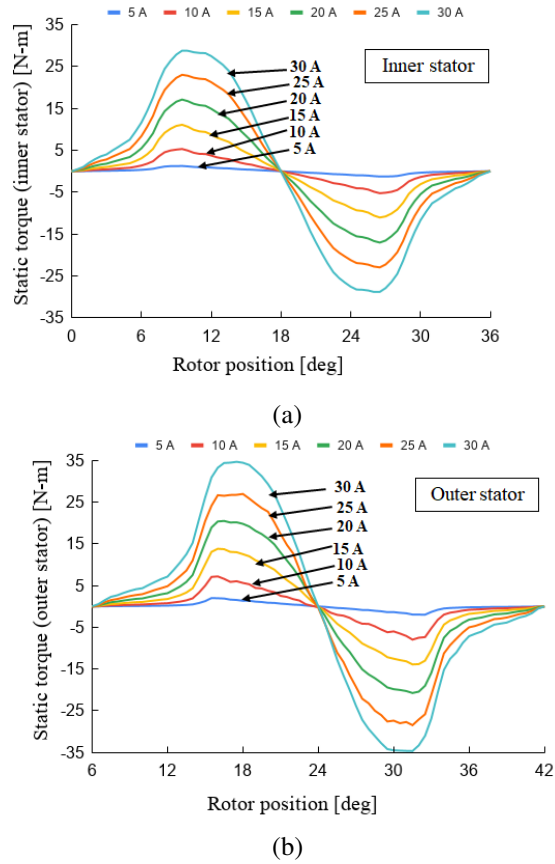 5 A 10 A 15 A 20 A 25 A 30 A
35
25
15
5
-5
-15
-25
-35
Static torque (inner stator) [N-m]
30 A
25 A
20 A
15 A
10 A
5 A
Inner stator
0 6 12 18 24 30 36
Rotor position [deg]
(a)
5 A 10 A 15 A 20 A 25 A 30 A
35
25
15
5
-5
-15
-25
-35
Static torque (outer stator) [N-m]
30 A
25 A
20 A
15 A
10 A
5 A
Outer stator
6 12 18 24 30 36 42
Rotor position [deg]
(b)